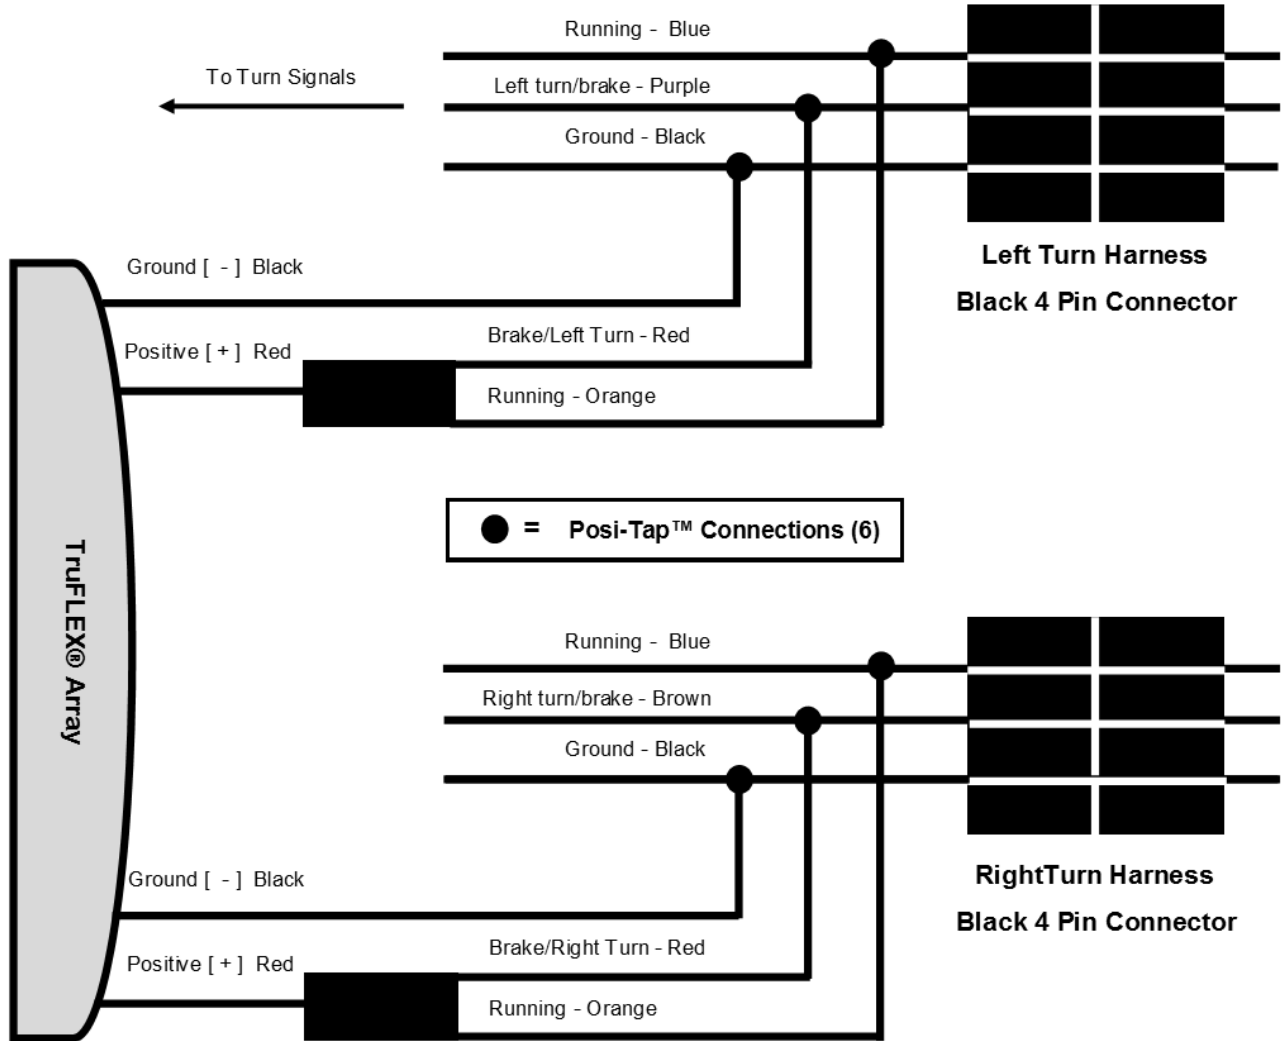 Running - Blue
To Turn Signals
Left turn/brake - Purple
Ground - Black
Left Turn Harness
Black 4 Pin Connector
Ground [ - ] Black
Positive [ + ] Red
Brake/Left Turn - Red
Running - Orange
TruFLEX® Array
= Posi-Tap™ Connections (6)
Running - Blue
Right turn/brake - Brown
Ground - Black
RightTurn Harness
Black 4 Pin Connector
Ground [ - ] Black
Positive [ + ] Red
Brake/Right Turn - Red
Running - Orange